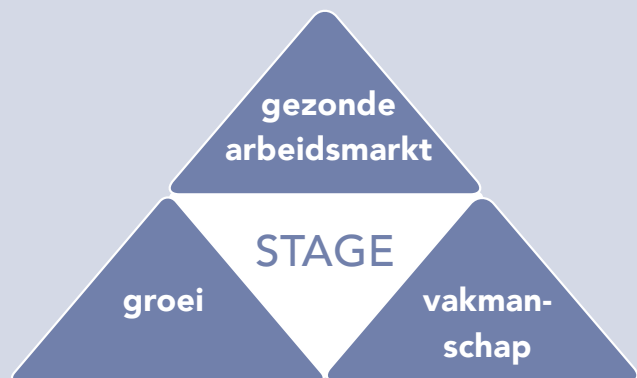 gezonde
arbeidsmarkt
STAGE
groei
vakman-
schap